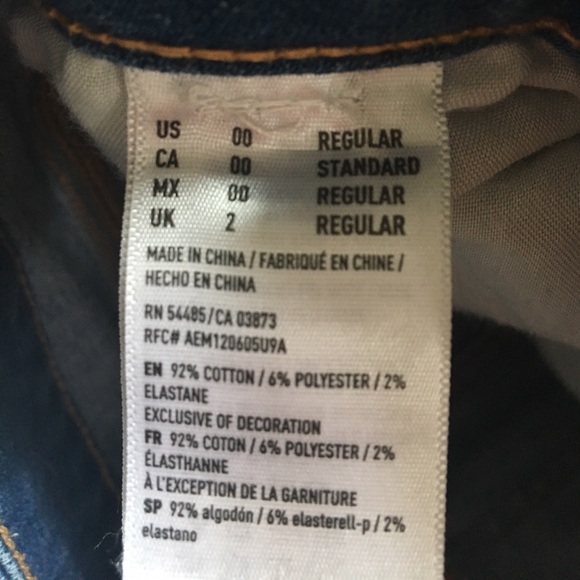 US 00 REGULAR
CA 00 STANDARD
MX 00 REGULAR
UK 2 REGULAR
MADE IN CHINA / FABRIQUÉ EN CHINE /
HECHO EN CHINA
RN 54485/CA 03873
RFC# AEM120605U9A
EN 92% COTTON / 6% POLYESTER / 2%
ELASTANE
EXCLUSIVE OF DECORATION
FR 92% COTON / 6% POLYESTER / 2%
ÉLASTHANNE
À L'EXCEPTION DE LA GARNITURE
SP 92% algodón / 6% elasterell-p / 2%
elastano